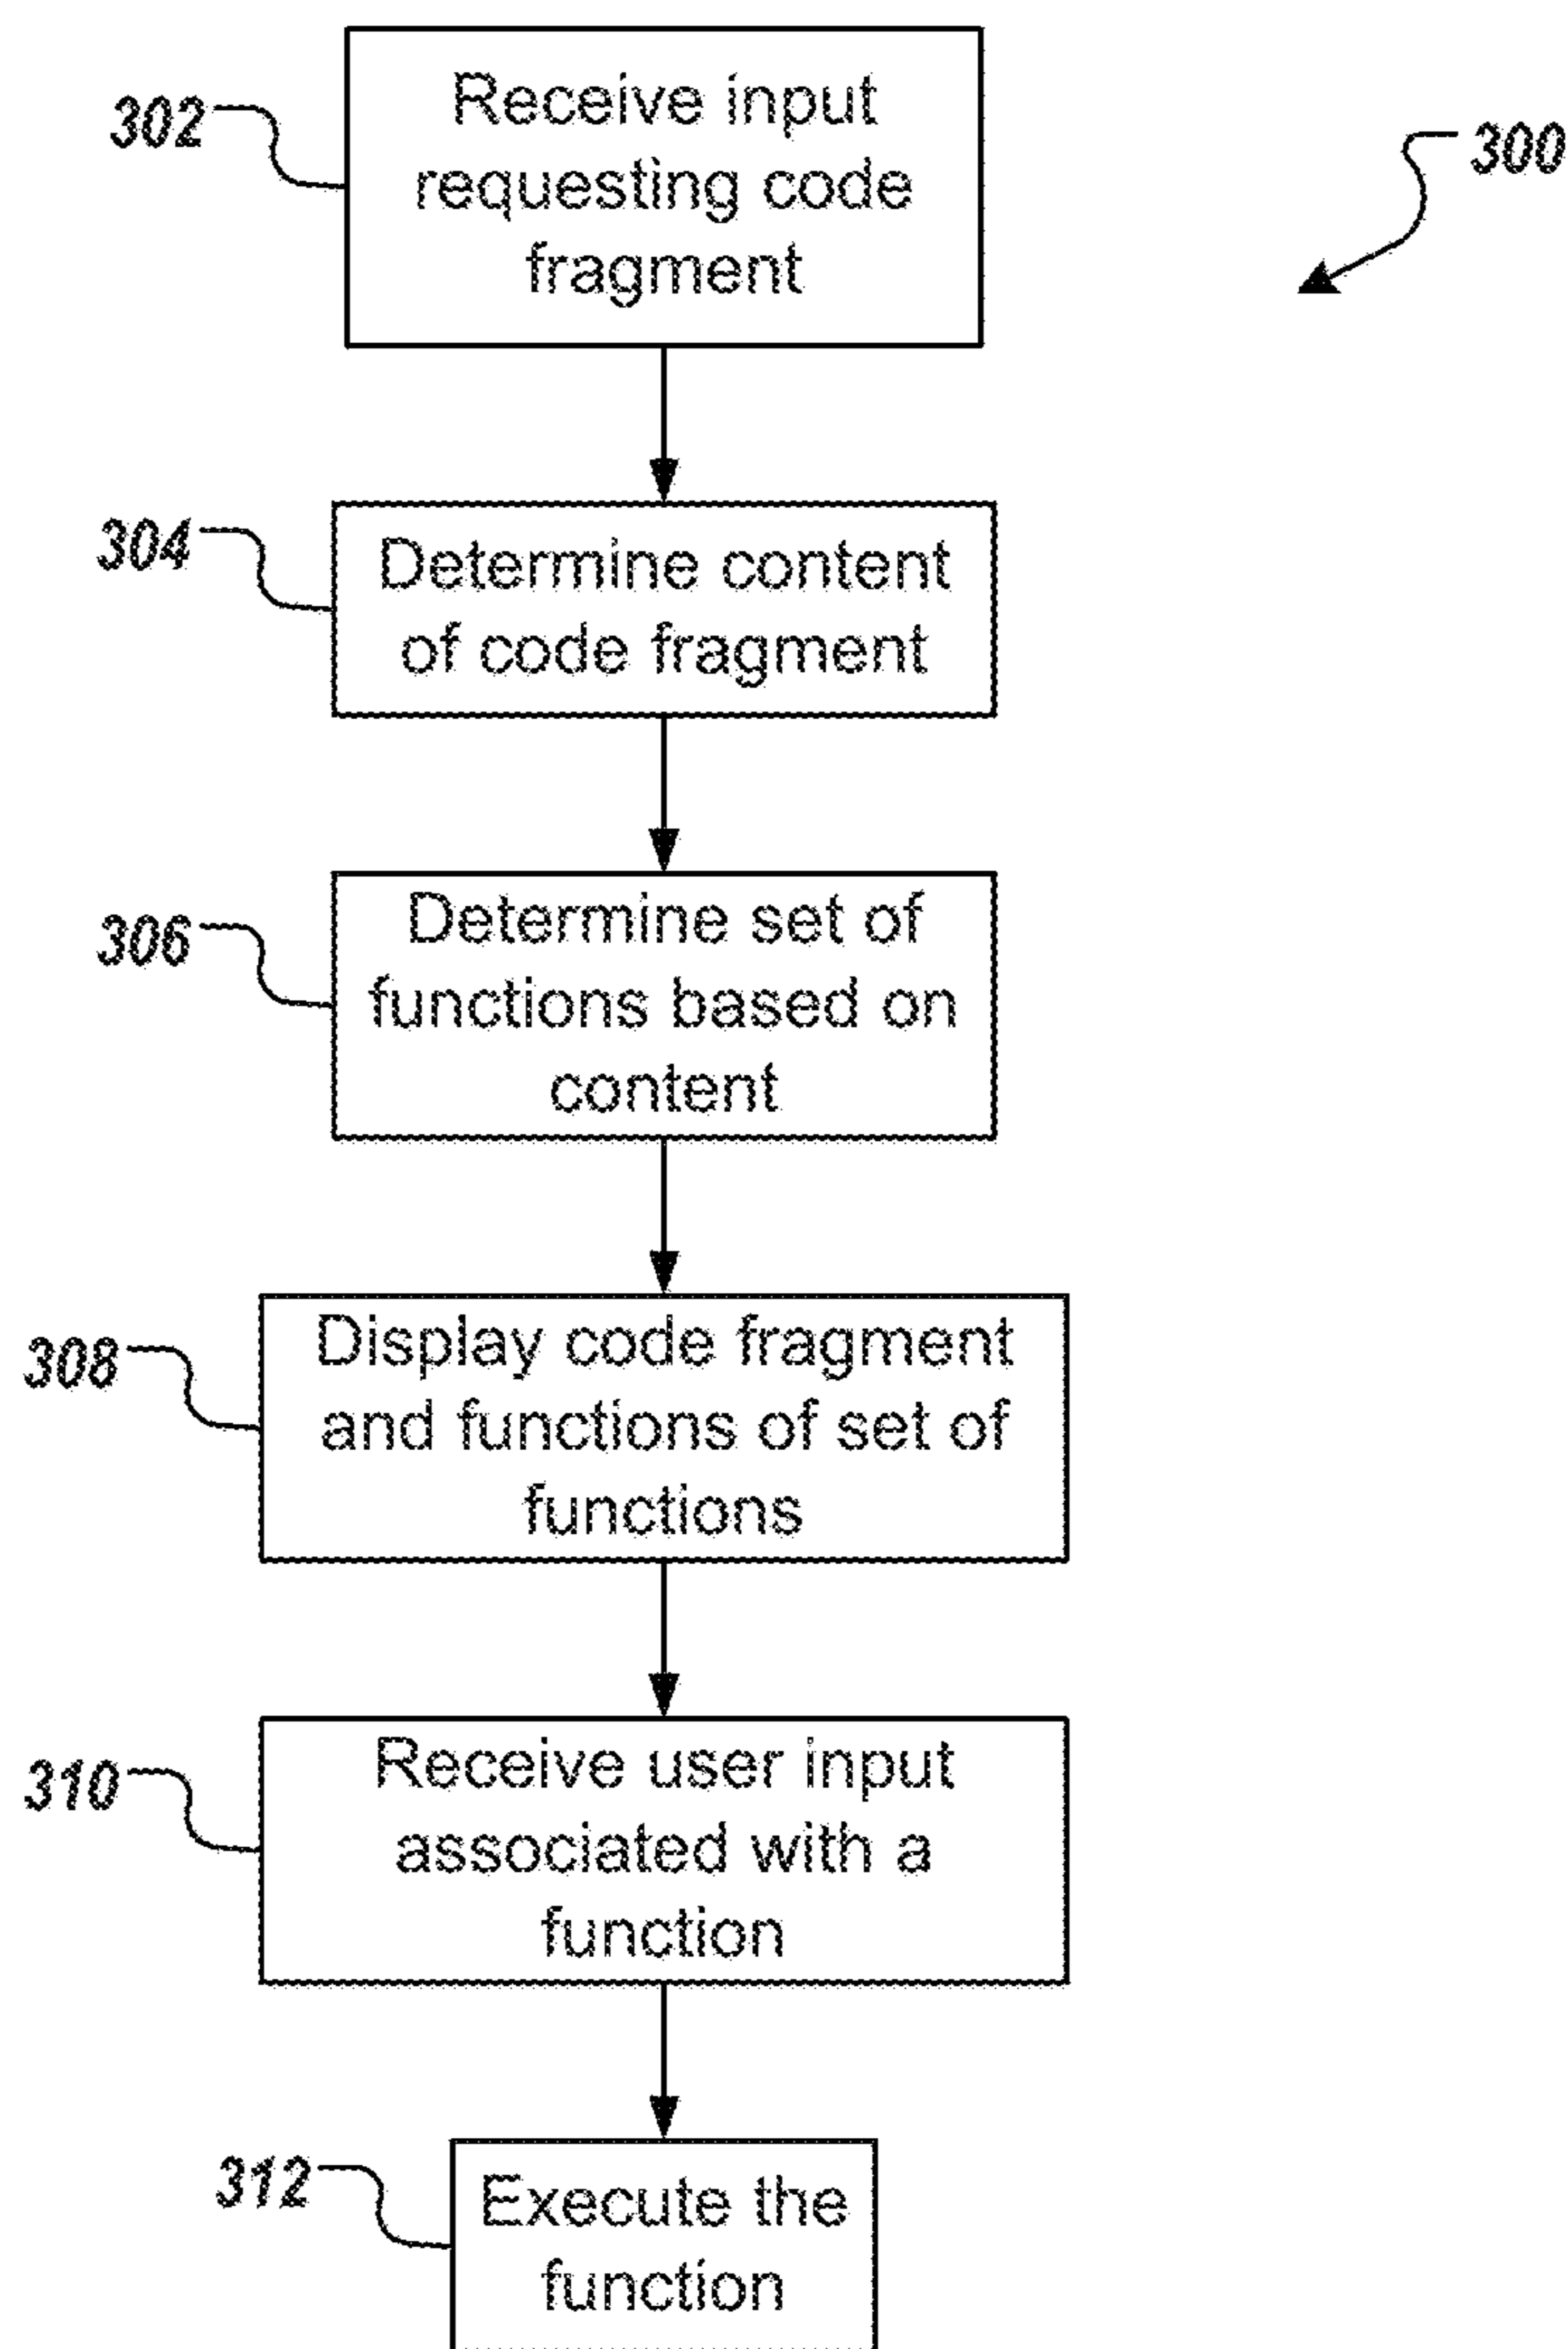 302
Receive input
requesting code
fragment
300
304
Determine content
of code fragment
306
Determine set of
functions based on
content
308
Display code fragment
and functions of set of
functions
310
Receive user input
associated with a
function
312
Execute the
function